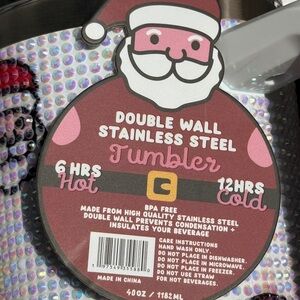 DOUBLE WALL
STAINLESS STEEL
Tumbler
6 HRS
Hot
12HRS
Cold
BPA FREE
MADE FROM HIGH QUALITY STAINLESS STEEL
DOUBLE WALL PREVENTS CONDENSATION +
INSULATES YOUR BEVERAGE
CARE INSTRUCTIONS
HAND WASH ONLY
DO NOT PLACE IN DISHWASHER.
DO NOT PLACE IN MICROWAVE.
DO NOT PLACE IN FREEZER.
DO NOT USE STRAW
FOR HOT BEVERAGES.
MADE IN CHINA
40OZ / 1182ML